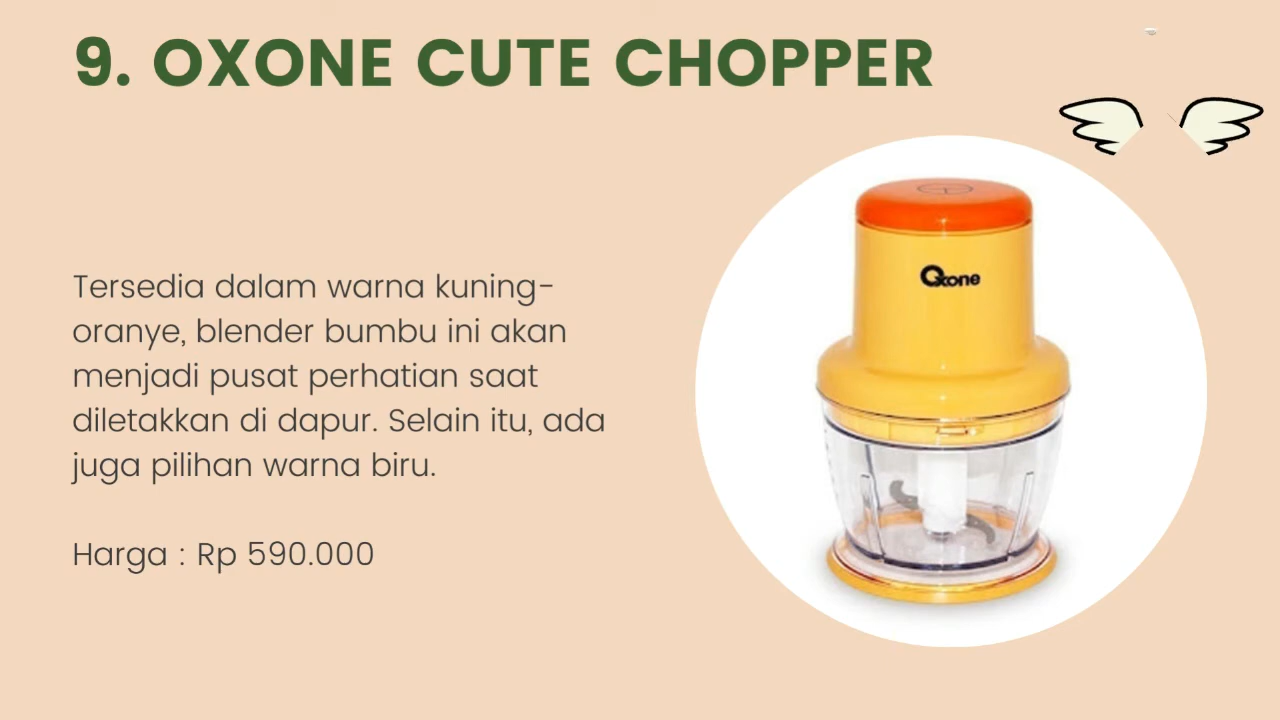 9. OXONE CUTE CHOPPER
Tersedia dalam warna kuning-
oranye, blender bumbu ini akan
menjadi pusat perhatian saat
diletakkan di dapur. Selain itu, ada
juga pilihan warna biru.
Harga : Rp 590.000
Oxone